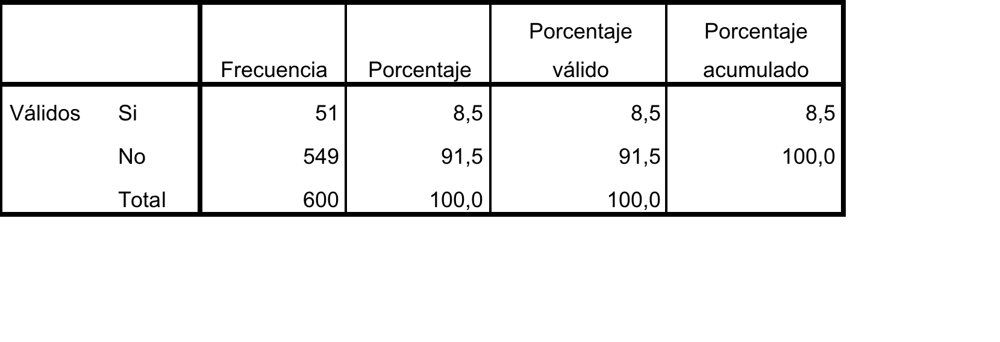 Frecuencia Porcentaje Porcentaje válido Porcentaje acumulado
Válidos Si 51 8,5 8,5 8,5
No 549 91,5 91,5 100,0
Total 600 100,0 100,0